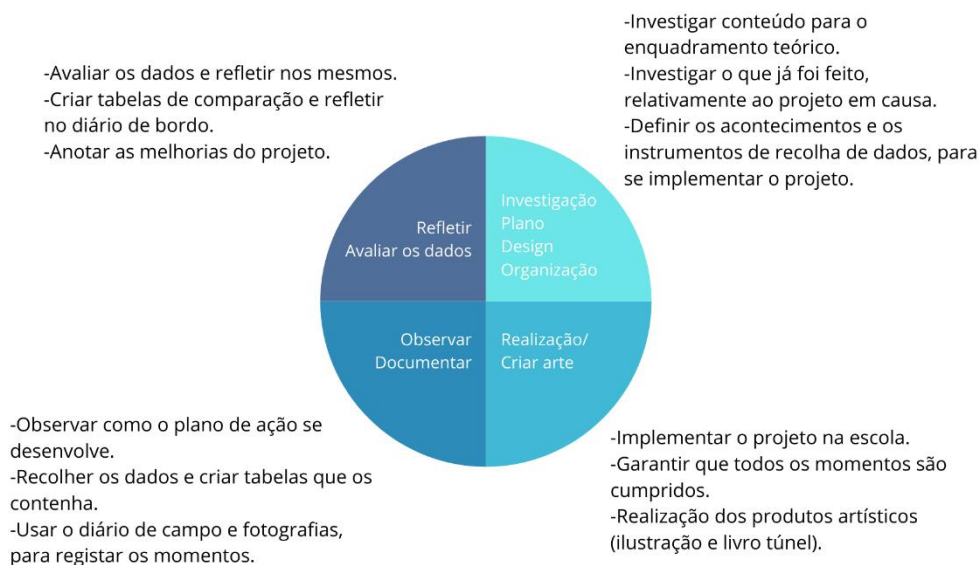 -Avaliar os dados e refletir nos mesmos.
-Criar tabelas de comparação e refletir
no diário de bordo.
-Anotar as melhorias do projeto.
-Investigar conteúdo para o
enquadramento teórico.
-Investigar o que já foi feito,
relativamente ao projeto em causa.
-Definir os acontecimentos e os
instrumentos de recolha de dados, para
se implementar o projeto.
Refletir
Avaliar os dados
Investigação
Plano
Design
Organização
Observar
Documentar
Realização/
Criar arte
-Observar como o plano de ação se
desenvolve.
-Recolher os dados e criar tabelas que os
contenha.
-Usar o diário de campo e fotografias,
para registar os momentos.
-Implementar o projeto na escola.
-Garantir que todos os momentos são
cumpridos.
-Realização dos produtos artísticos
(ilustração e livro túnel).